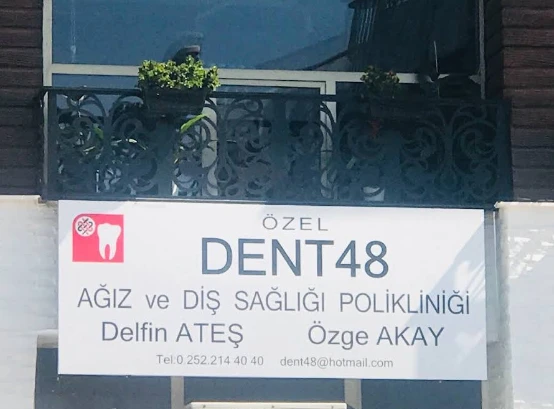 ÖZEL
DENT48
AĞIZ ve DİŞ SAĞLIĞI POLİKLİNİĞİ
Delfin ATEŞ Özge AKAY
Tel:0.252.214 40 40 dent48@hotmail.com